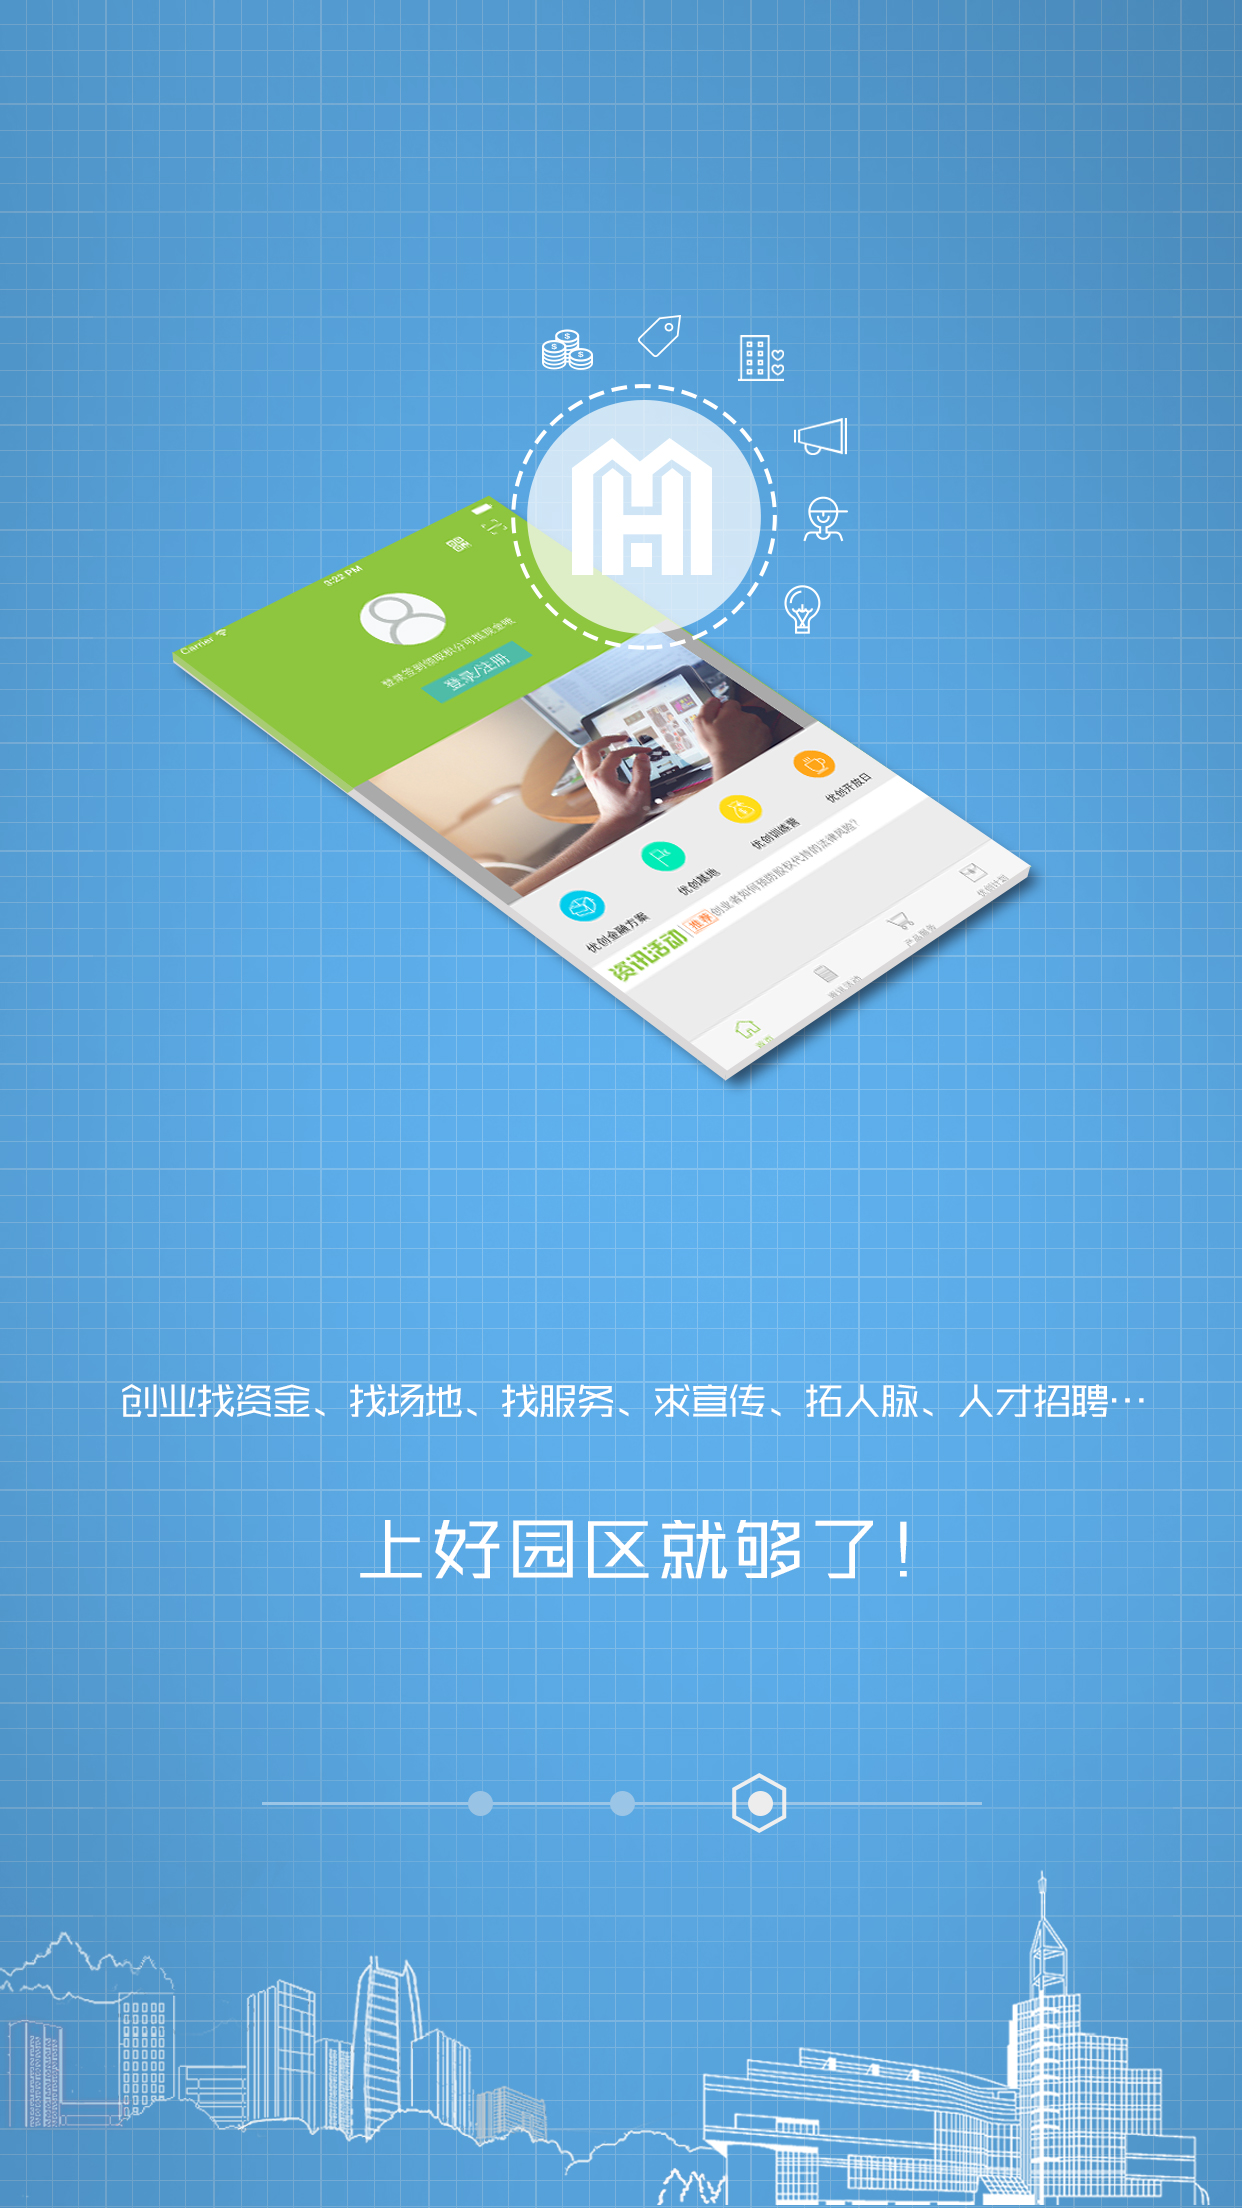 3:22 PM
Carrier
登录签到领取积分可抵现金哦
登录/注册
优创开放日
优创训练营
优创基地
优创金融方案
资讯活动
推荐
创业者如何预防股权代持的法律风险？
优创计划
产品服务
资讯活动
首页
创业找资金、找场地、找服务、求宣传、拓人脉、人才招聘…
上好园区就够了！